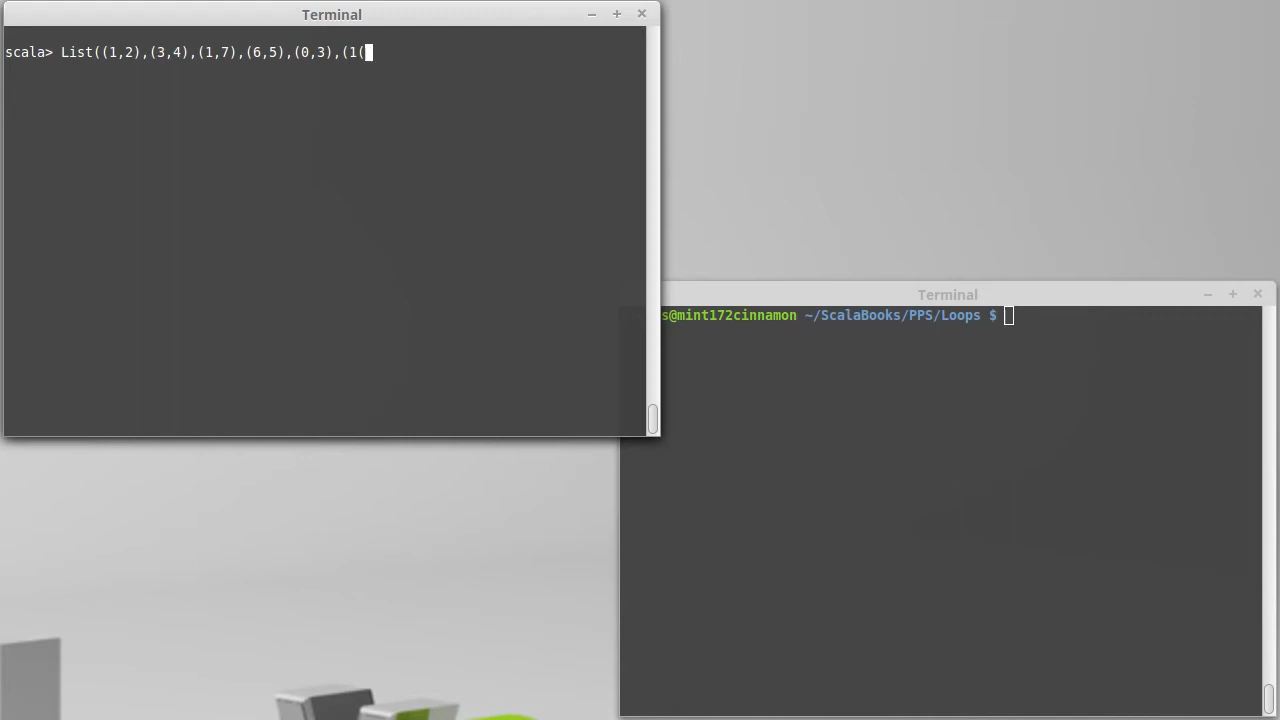 Terminal
scala> List((1,2),(3,4),(1,7),(6,5),(0,3),(1(
Terminal
s@mint172cinnamon ~/ScalaBooks/PPS/Loops $